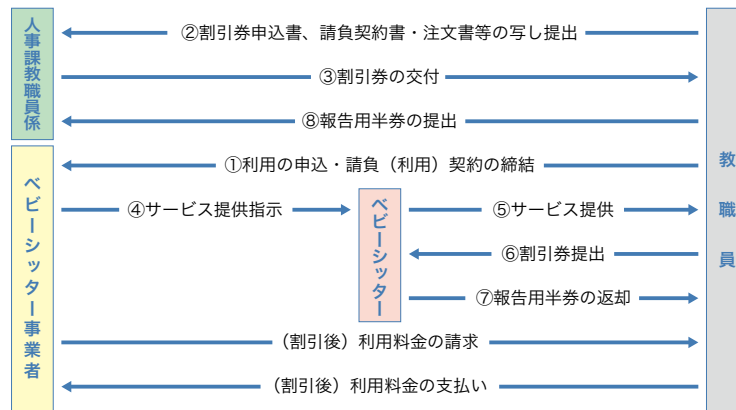 人事課教職員係
②割引券申込書、請負契約書・注文書等の写し提出
③割引券の交付
⑧報告用半券の提出
①利用の申込・請負（利用）契約の締結
教職員
ベビーシッター事業者
④サービス提供指示
ベビーシッター
⑤サービス提供
⑥割引券提出
⑦報告用半券の返却
（割引後）利用料金の請求
（割引後）利用料金の支払い